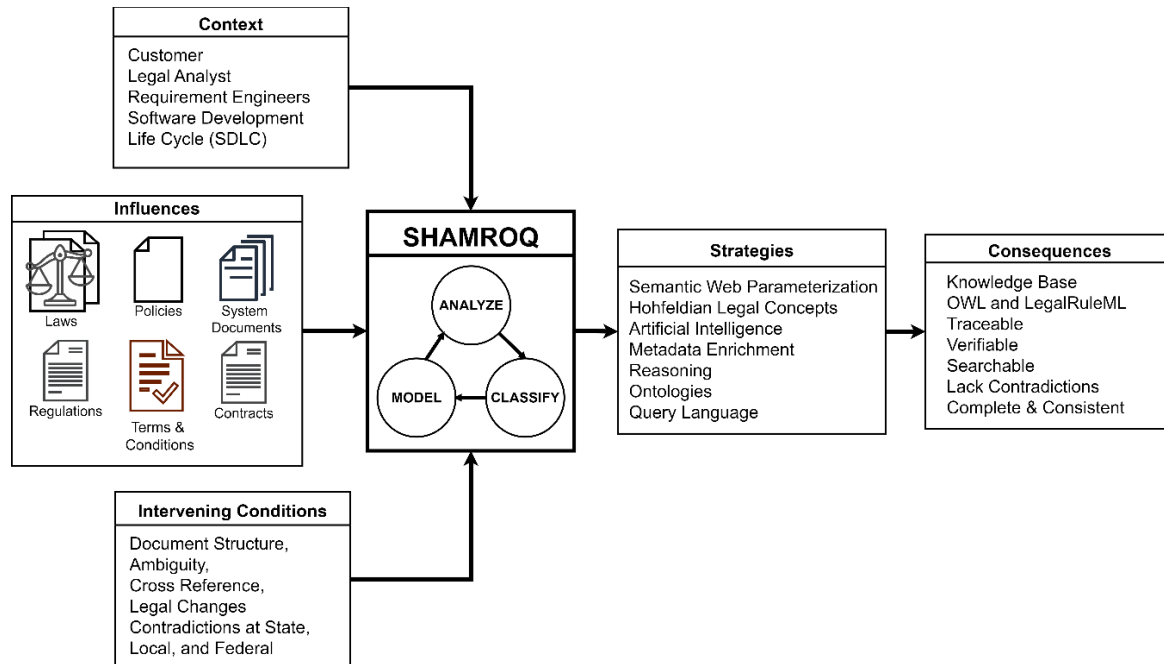 Context
Customer
Legal Analyst
Requirement Engineers
Software Development
Life Cycle (SDLC)
Influences
Laws
Policies
System
Documents
Regulations
Terms &
Conditions
Contracts
SHAMROQ
ANALYZE
MODEL
CLASSIFY
Strategies
Semantic Web Parameterization
Hohfeldian Legal Concepts
Artificial Intelligence
Metadata Enrichment
Reasoning
Ontologies
Query Language
Consequences
Knowledge Base
OWL and LegalRuleML
Traceable
Verifiable
Searchable
Lack Contradictions
Complete & Consistent
Intervening Conditions
Document Structure,
Ambiguity,
Cross Reference,
Legal Changes
Contradictions at State,
Local, and Federal